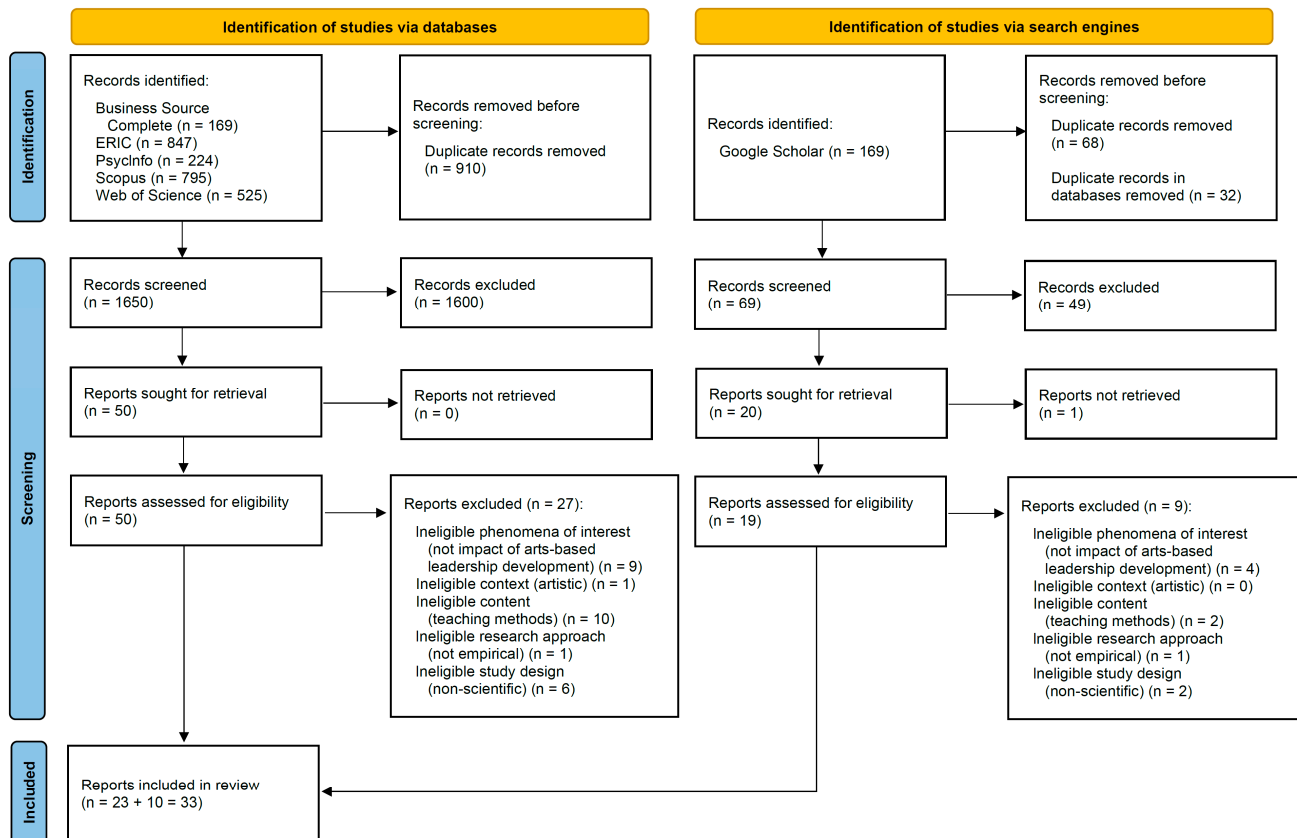 Identification of studies via databases
Identification of studies via search engines
Identification
Records identified:
Business Source
Complete (n = 169)
ERIC (n = 847)
PsycInfo (n = 224)
Scopus (n = 795)
Web of Science (n = 525)
Records removed before
screening:
Duplicate records removed
(n = 910)
Records identified:
Google Scholar (n = 169)
Records removed before
screening:
Duplicate records removed
(n = 68)
Duplicate records in
databases removed (n = 32)
Screening
Records screened
(n = 1650)
Records excluded
(n = 1600)
Records screened
(n = 69)
Records excluded
(n = 49)
Reports sought for retrieval
(n = 50)
Reports not retrieved
(n = 0)
Reports sought for retrieval
(n = 20)
Reports not retrieved
(n = 1)
Reports assessed for eligibility
(n = 50)
Reports excluded (n = 27):
Ineligible phenomena of interest
(not impact of arts-based
leadership development) (n = 9)
Ineligible context (artistic) (n = 1)
Ineligible content
(teaching methods) (n = 10)
Ineligible research approach
(not empirical) (n = 1)
Ineligible study design
(non-scientific) (n = 6)
Reports assessed for eligibility
(n = 19)
Reports excluded (n = 9):
Ineligible phenomena of interest
(not impact of arts-based
leadership development) (n = 4)
Ineligible context (artistic) (n = 0)
Ineligible content
(teaching methods) (n = 2)
Ineligible research approach
(not empirical) (n = 1)
Ineligible study design
(non-scientific) (n = 2)
Included
Reports included in review
(n = 23 + 10 = 33)